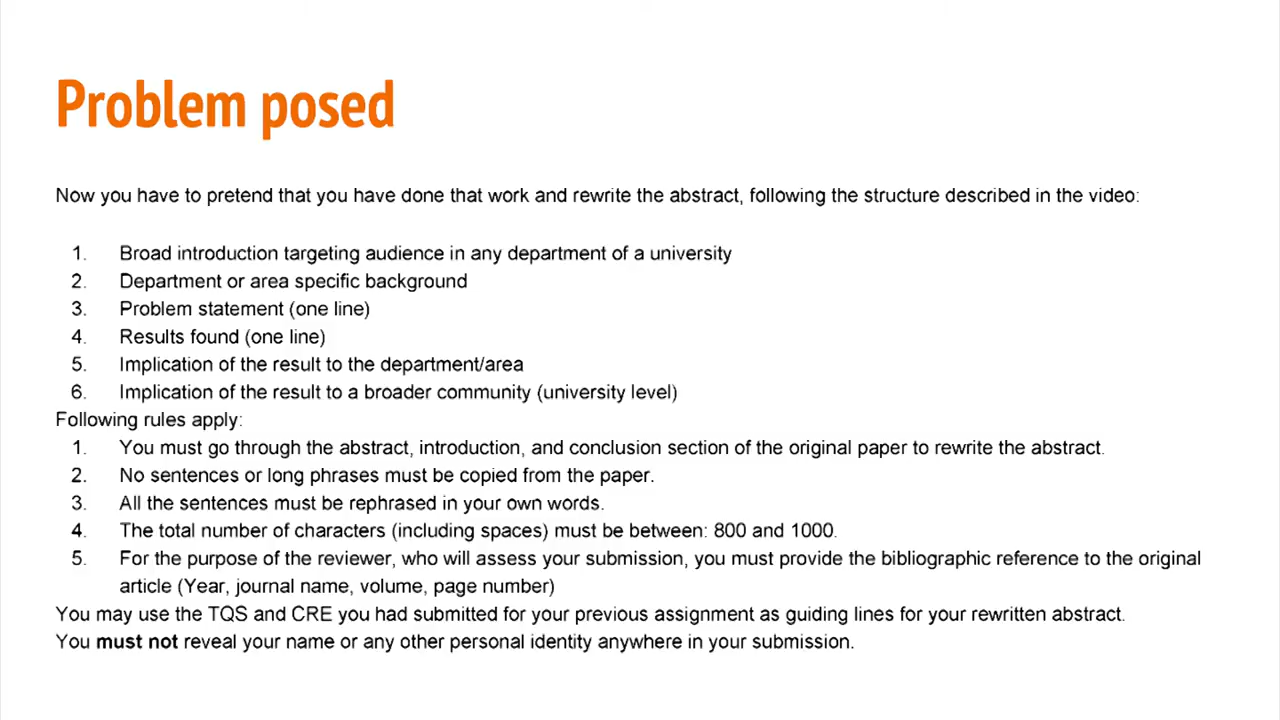 Problem posed
Now you have to pretend that you have done that work and rewrite the abstract, following the structure described in the video:
1. Broad introduction targeting audience in any department of a university
2. Department or area specific background
3. Problem statement (one line)
4. Results found (one line)
5. Implication of the result to the department/area
6. Implication of the result to a broader community (university level)
Following rules apply:
1. You must go through the abstract, introduction, and conclusion section of the original paper to rewrite the abstract.
2. No sentences or long phrases must be copied from the paper.
3. All the sentences must be rephrased in your own words.
4. The total number of characters (including spaces) must be between: 800 and 1000.
5. For the purpose of the reviewer, who will assess your submission, you must provide the bibliographic reference to the original
article (Year, journal name, volume, page number)
You may use the TQS and CRE you had submitted for your previous assignment as guiding lines for your rewritten abstract.
You must not reveal your name or any other personal identity anywhere in your submission.